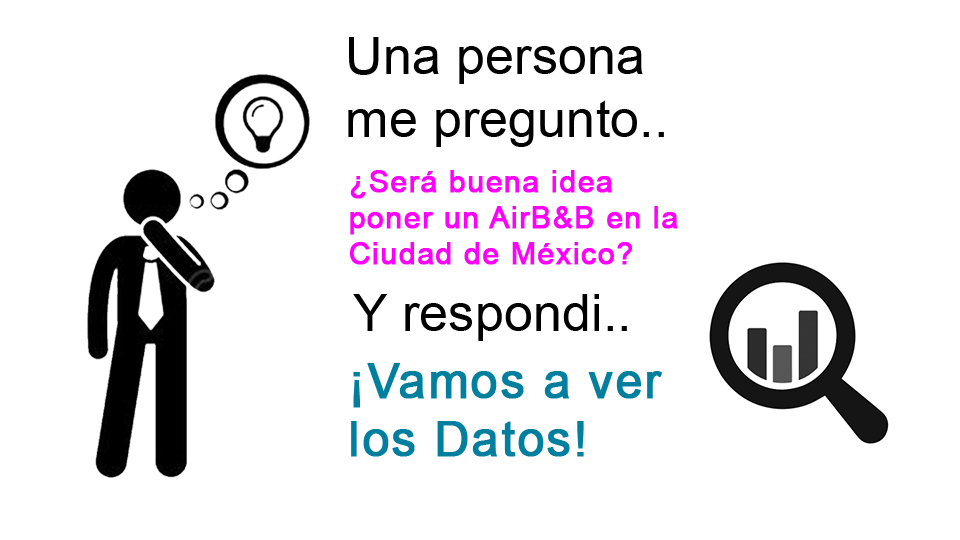 Una persona
me pregunto..
¿Será buena idea
poner un AirB&B en la
Ciudad de México?
Y respondi..
¡Vamos a ver
los Datos!